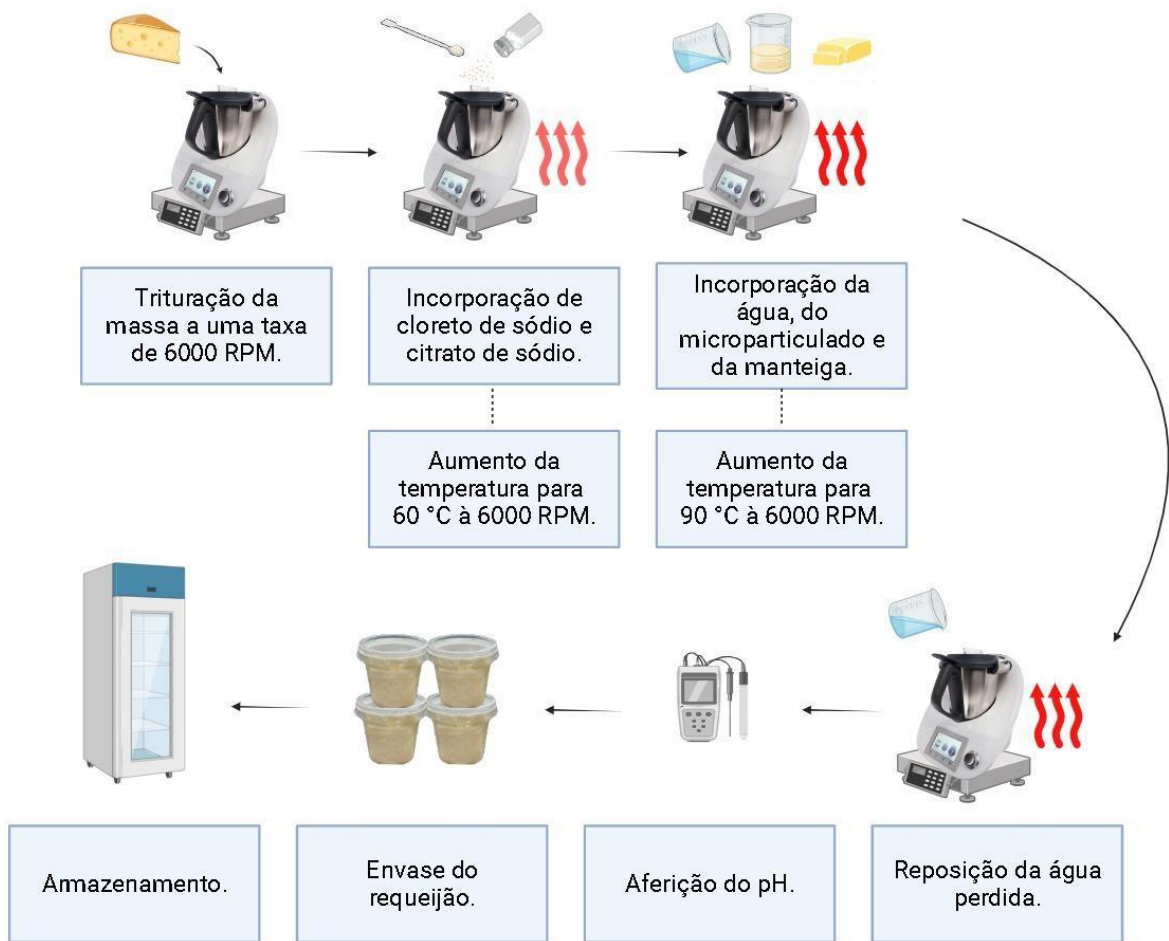 Trituração da
massa a uma taxa
de 6000 RPM.
Incorporação de
cloreto de sódio e
citrato de sódio.
Incorporação da
água, do
microparticulado e
da manteiga.
Aumento da
temperatura para
60 °C à 6000 RPM.
Aumento da
temperatura para
90 °C à 6000 RPM.
Armazenamento.
Envase do
requeijão.
Aferição do pH.
Reposição da água
perdida.